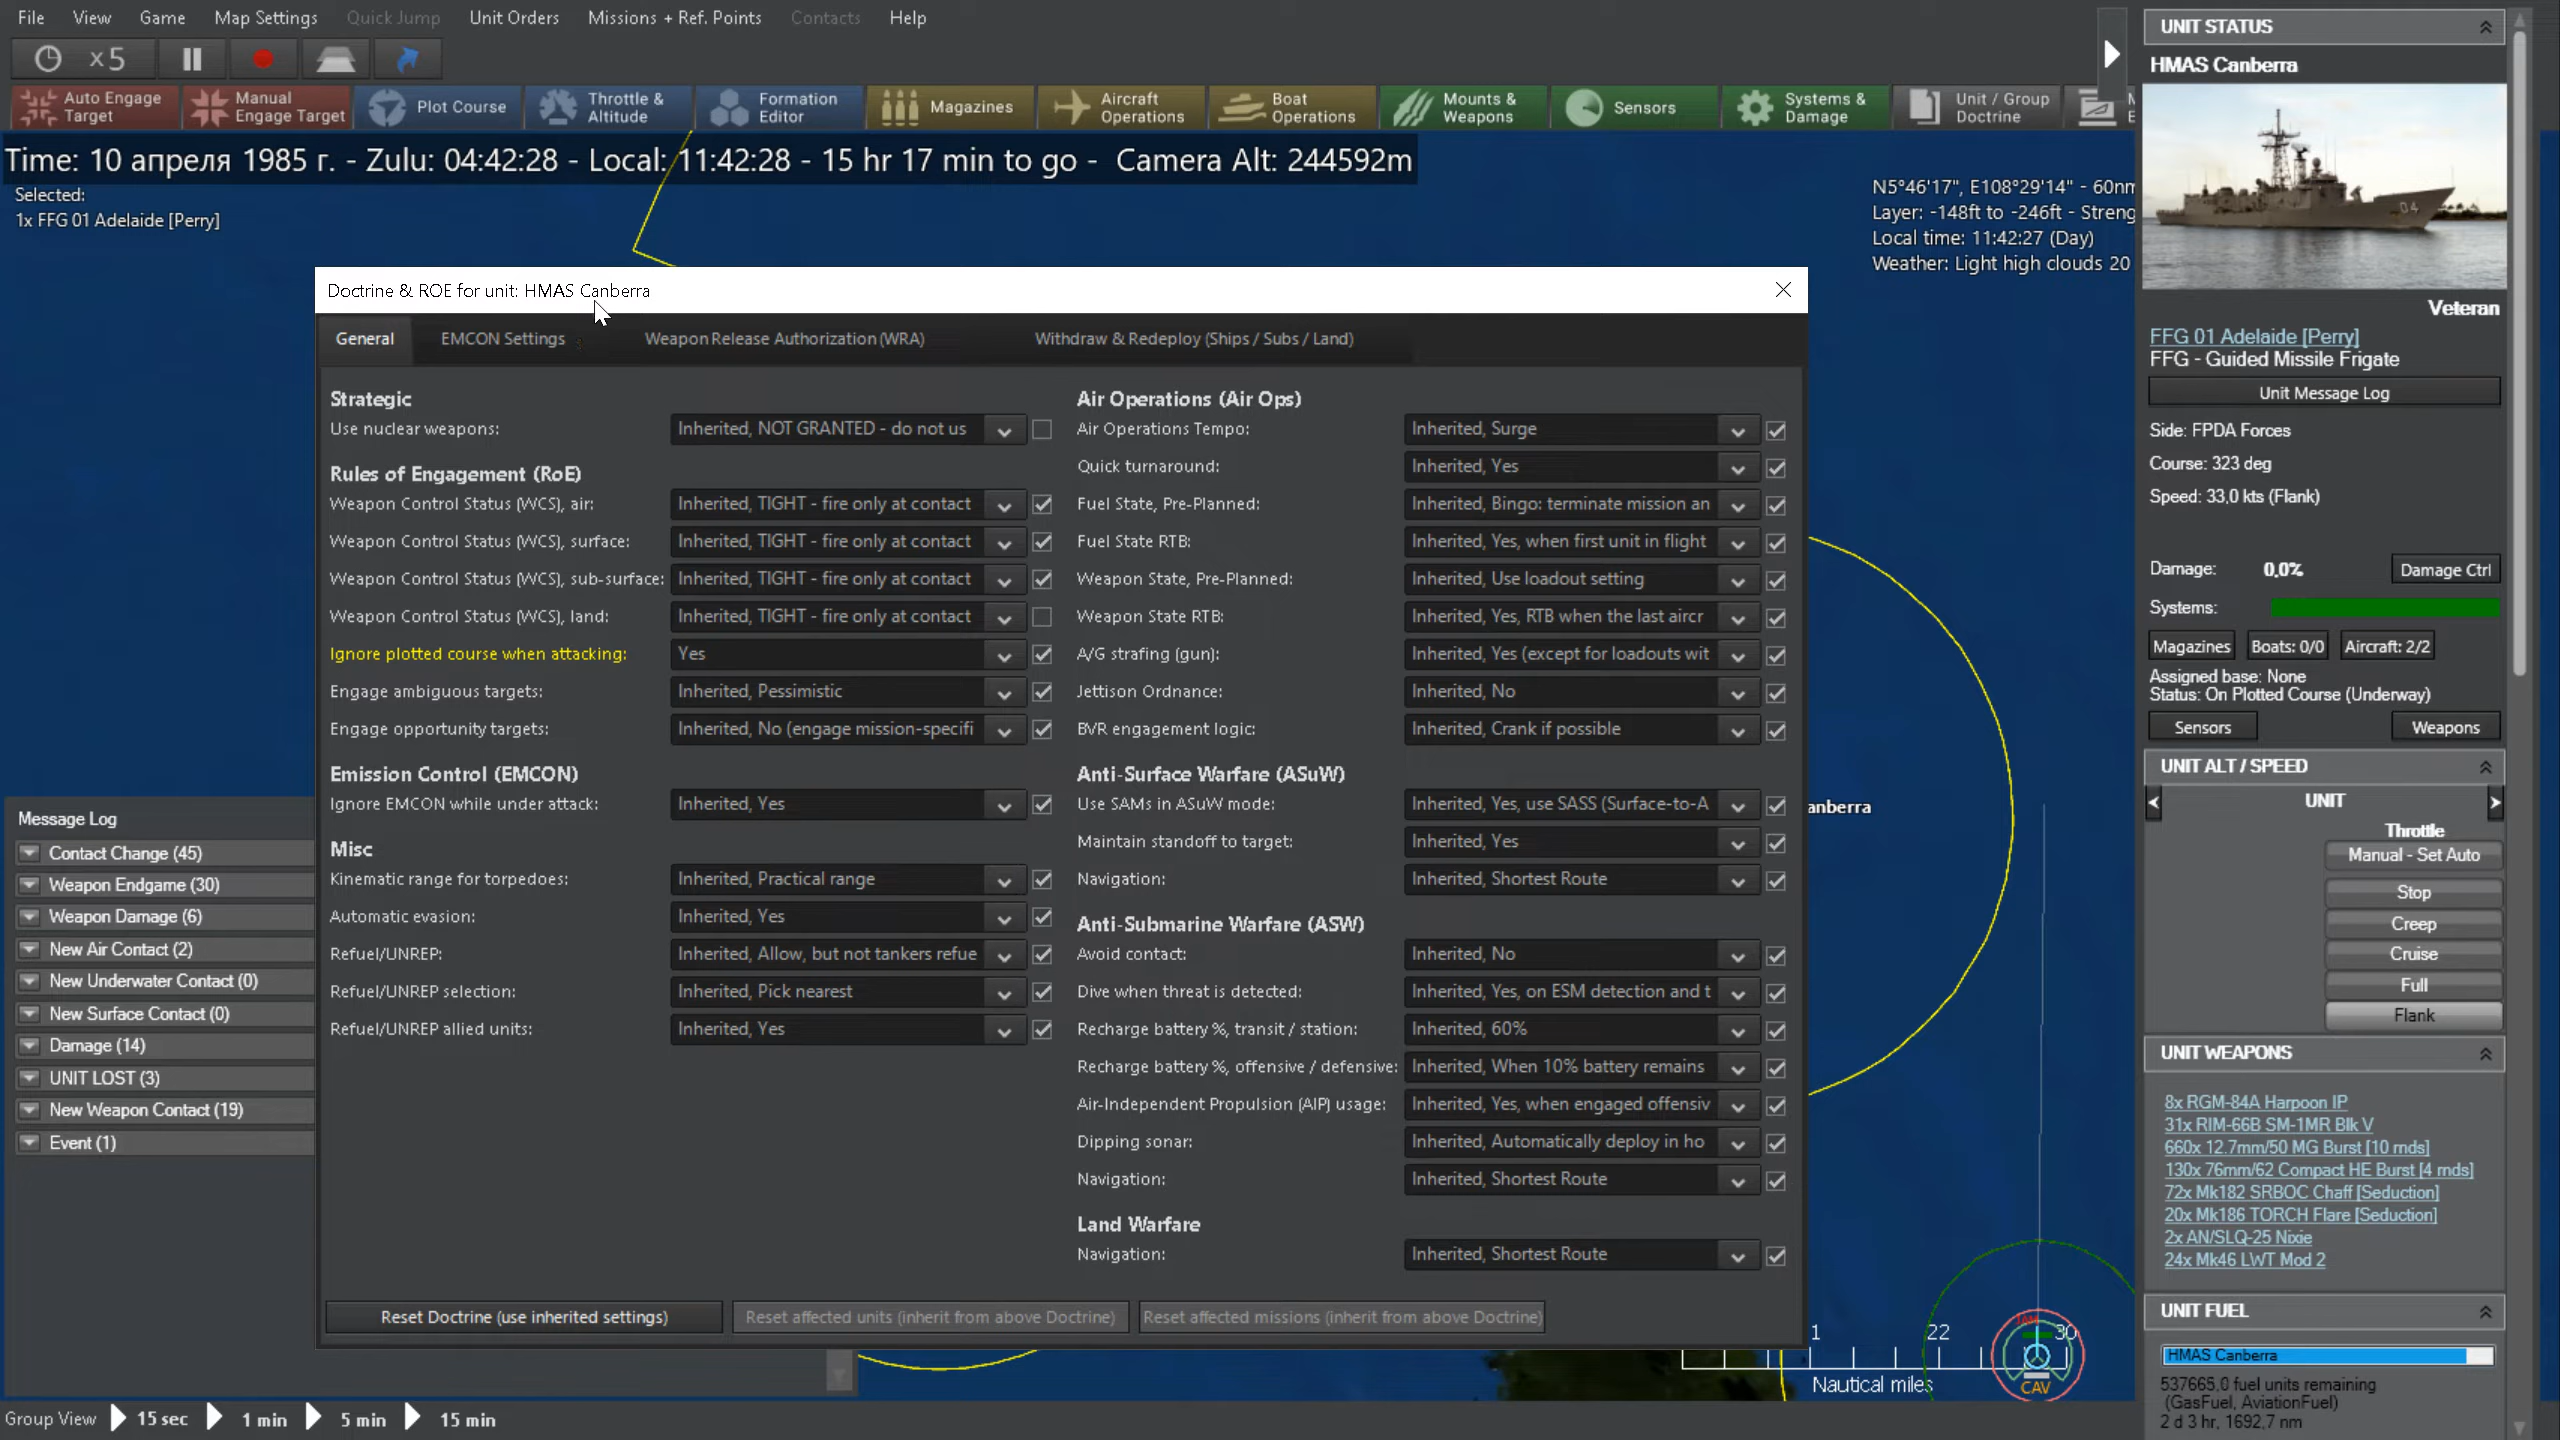 File View Game Map Settings Quick Jump Unit Orders Missions + Ref. Points Contacts Help
x 5
Auto Engage Target
Manual Engage Target
Plot Course
Throttle & Altitude
Formation Editor
Magazines
Aircraft Operations
Boat Operations
Mounts & Weapons
Sensors
Systems & Damage
Unit / Group Doctrine
Time: 10 апреля 1985 г. - Zulu: 04:42:28 - Local: 11:42:28 - 15 hr 17 min to go - Camera Alt: 244592m
Selected:
1x FFG 01 Adelaide [Perry]
N5°46'17", E108°29'14" - 60nm
Layer: -148ft to -246ft - Streng
Local time: 11:42:27 (Day)
Weather: Light high clouds 20
Doctrine & ROE for unit: HMAS Canberra
General EMCON Settings Weapon Release Authorization (WRA) Withdraw & Redeploy (Ships / Subs / Land)
Strategic
Use nuclear weapons: Inherited, NOT GRANTED - do not us
Rules of Engagement (RoE)
Weapon Control Status (WCS), air: Inherited, TIGHT - fire only at contact
Weapon Control Status (WCS), surface: Inherited, TIGHT - fire only at contact
Weapon Control Status (WCS), sub-surface: Inherited, TIGHT - fire only at contact
Weapon Control Status (WCS), land: Inherited, TIGHT - fire only at contact
Ignore plotted course when attacking: Yes
Engage ambiguous targets: Inherited, Pessimistic
Engage opportunity targets: Inherited, No (engage mission-specifi
Emission Control (EMCON)
Ignore EMCON while under attack: Inherited, Yes
Misc
Kinematic range for torpedoes: Inherited, Practical range
Automatic evasion: Inherited, Yes
Refuel/UNREP: Inherited, Allow, but not tankers refue
Refuel/UNREP selection: Inherited, Pick nearest
Refuel/UNREP allied units: Inherited, Yes
Air Operations (Air Ops)
Air Operations Tempo: Inherited, Surge
Quick turnaround: Inherited, Yes
Fuel State, Pre-Planned: Inherited, Bingo: terminate mission an
Fuel State RTB: Inherited, Yes, when first unit in flight
Weapon State, Pre-Planned: Inherited, Use loadout setting
Weapon State RTB: Inherited, Yes, RTB when the last aircr
A/G strafing (gun): Inherited, Yes (except for loadouts wit
Jettison Ordnance: Inherited, No
BVR engagement logic: Inherited, Crank if possible
Anti-Surface Warfare (ASuW)
Use SAMs in ASuW mode: Inherited, Yes, use SASS (Surface-to-A
Maintain standoff to target: Inherited, Yes
Navigation: Inherited, Shortest Route
Anti-Submarine Warfare (ASW)
Avoid contact: Inherited, No
Dive when threat is detected: Inherited, Yes, on ESM detection and t
Recharge battery %, transit / station: Inherited, 60%
Recharge battery %, offensive / defensive: Inherited, When 10% battery remains
Air-Independent Propulsion (AIP) usage: Inherited, Yes, when engaged offensiv
Dipping sonar: Inherited, Automatically deploy in ho
Navigation: Inherited, Shortest Route
Land Warfare
Navigation: Inherited, Shortest Route
Reset Doctrine (use inherited settings) Reset affected units (inherit from above Doctrine) Reset affected missions (inherit from above Doctrine)
anberra
Message Log
Contact Change (45)
Weapon Endgame (30)
Weapon Damage (6)
New Air Contact (2)
New Underwater Contact (0)
New Surface Contact (0)
Damage (14)
UNIT LOST (3)
New Weapon Contact (19)
Event (1)
1 22 30
Nautical miles
CAV
Group View 15 sec 1 min 5 min 15 min
UNIT STATUS
HMAS Canberra
04
Veteran
FFG 01 Adelaide [Perry]
FFG - Guided Missile Frigate
Unit Message Log
Side: FPDA Forces
Course: 323 deg
Speed: 33,0 kts (Flank)
Damage: 0,0% Damage Ctrl
Systems:
Magazines Boats: 0/0 Aircraft: 2/2
Assigned base: None
Status: On Plotted Course (Underway)
Sensors Weapons
UNIT ALT / SPEED
UNIT
Throttle
Manual - Set Auto
Stop
Creep
Cruise
Full
Flank
UNIT WEAPONS
8x RGM-84A Harpoon IP
31x RIM-66B SM-1MR Blk V
660x 12.7mm/50 MG Burst [10 rnds]
130x 76mm/62 Compact HE Burst [4 rnds]
72x Mk182 SRBOC Chaff [Seduction]
20x Mk186 TORCH Flare [Seduction]
2x AN/SLQ-25 Nixie
24x Mk46 LWT Mod 2
UNIT FUEL
HMAS Canberra
537665,0 fuel units remaining
(GasFuel, AviationFuel)
2 d 3 hr, 1692,7 nm